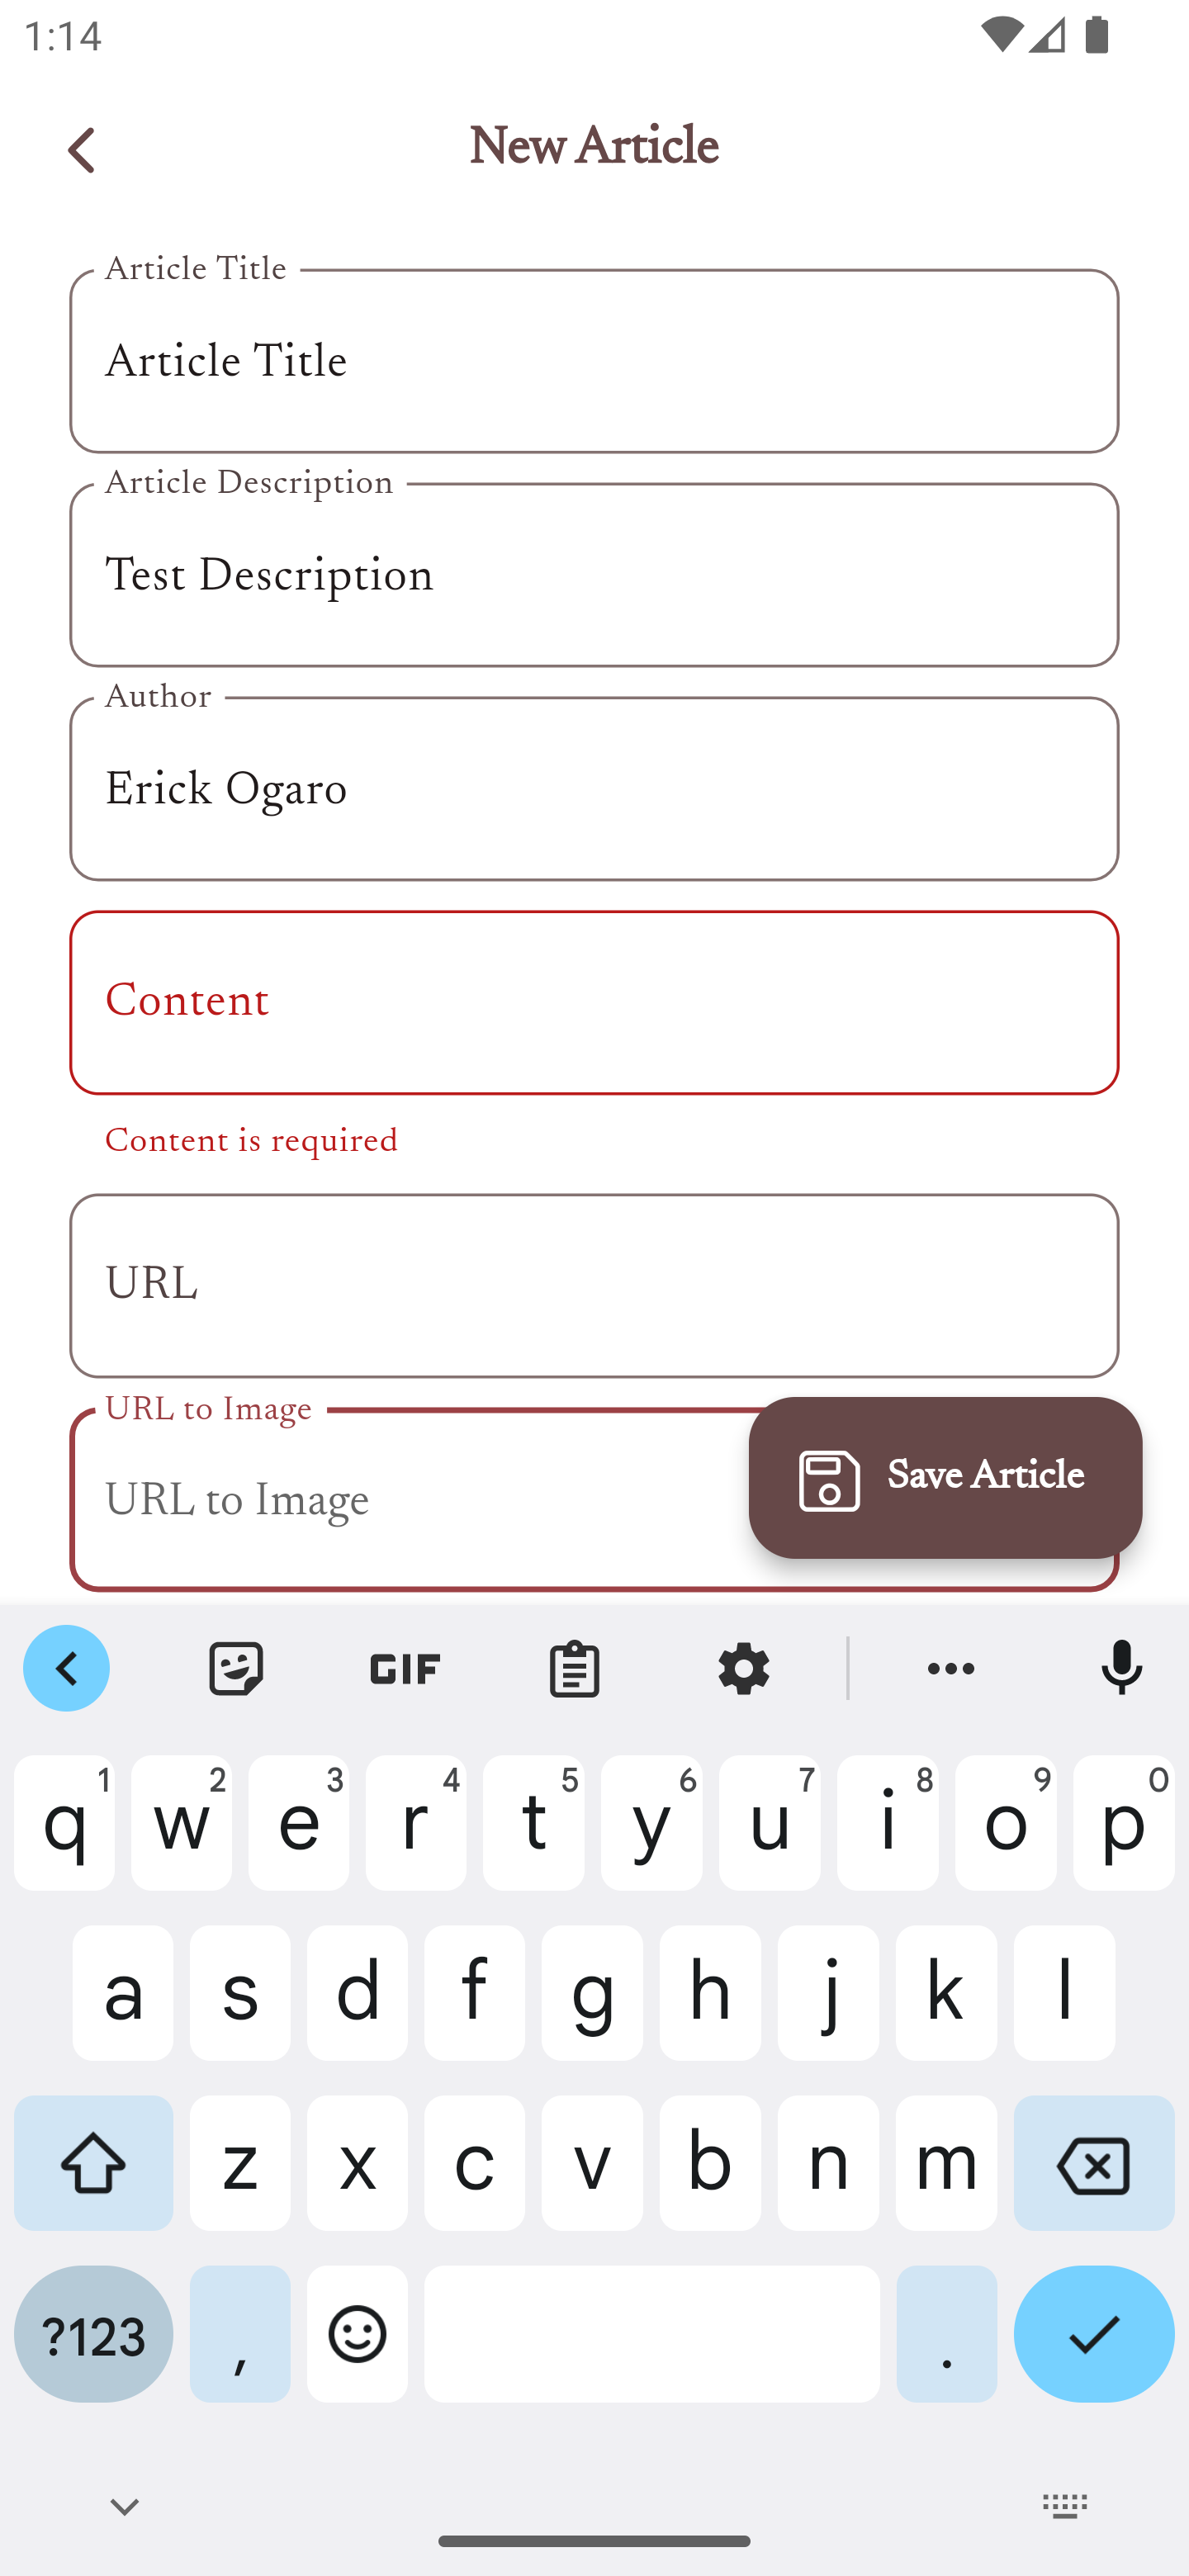 1:14
New Article
Article Title
Article Title
Article Description
Test Description
Author
Erick Ogaro
Content
Content is required
URL
URL to Image
URL to Image
Save Article
GIF
q1 w2 e3 r4 t5 y6 u7 i8 o9 p0
a s d f g h j k l
z x c v b n m
?123 , .